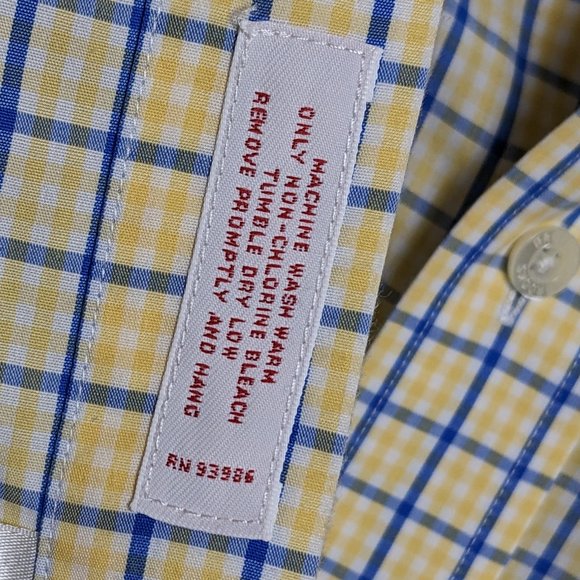 MACHINE WASH WARM
ONLY NON-CHLORINE BLEACH
TUMBLE DRY LOW
REMOVE PROMPTLY AND HANG
RN 93986